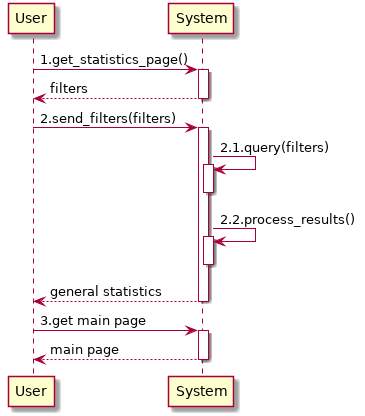 User
System
1.get_statistics_page()
filters
2.send_filters(filters)
2.1.query(filters)
2.2.process_results()
general statistics
3.get main page
main page
User
System